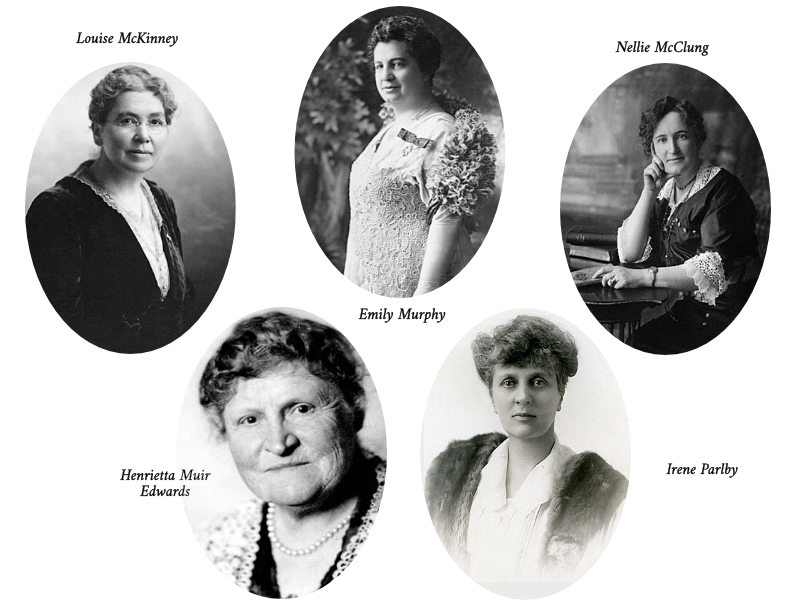 Louise McKinney
Nellie McClung
Emily Murphy
Henrietta Muir
Edwards
Irene Parlby